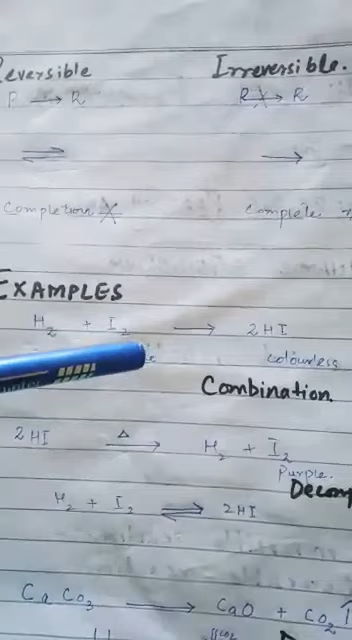 Reversible Irreversible.
P → R R ↛ R
⇌ →
Completion X Complete
EXAMPLES
H₂ + I₂ → 2HI
colourless
Combination
2HI →Δ H₂ + I₂
Purple.
Decom
H₂ + I₂ ⇌ 2HI
CaCO₃ → CaO + CO₂↑